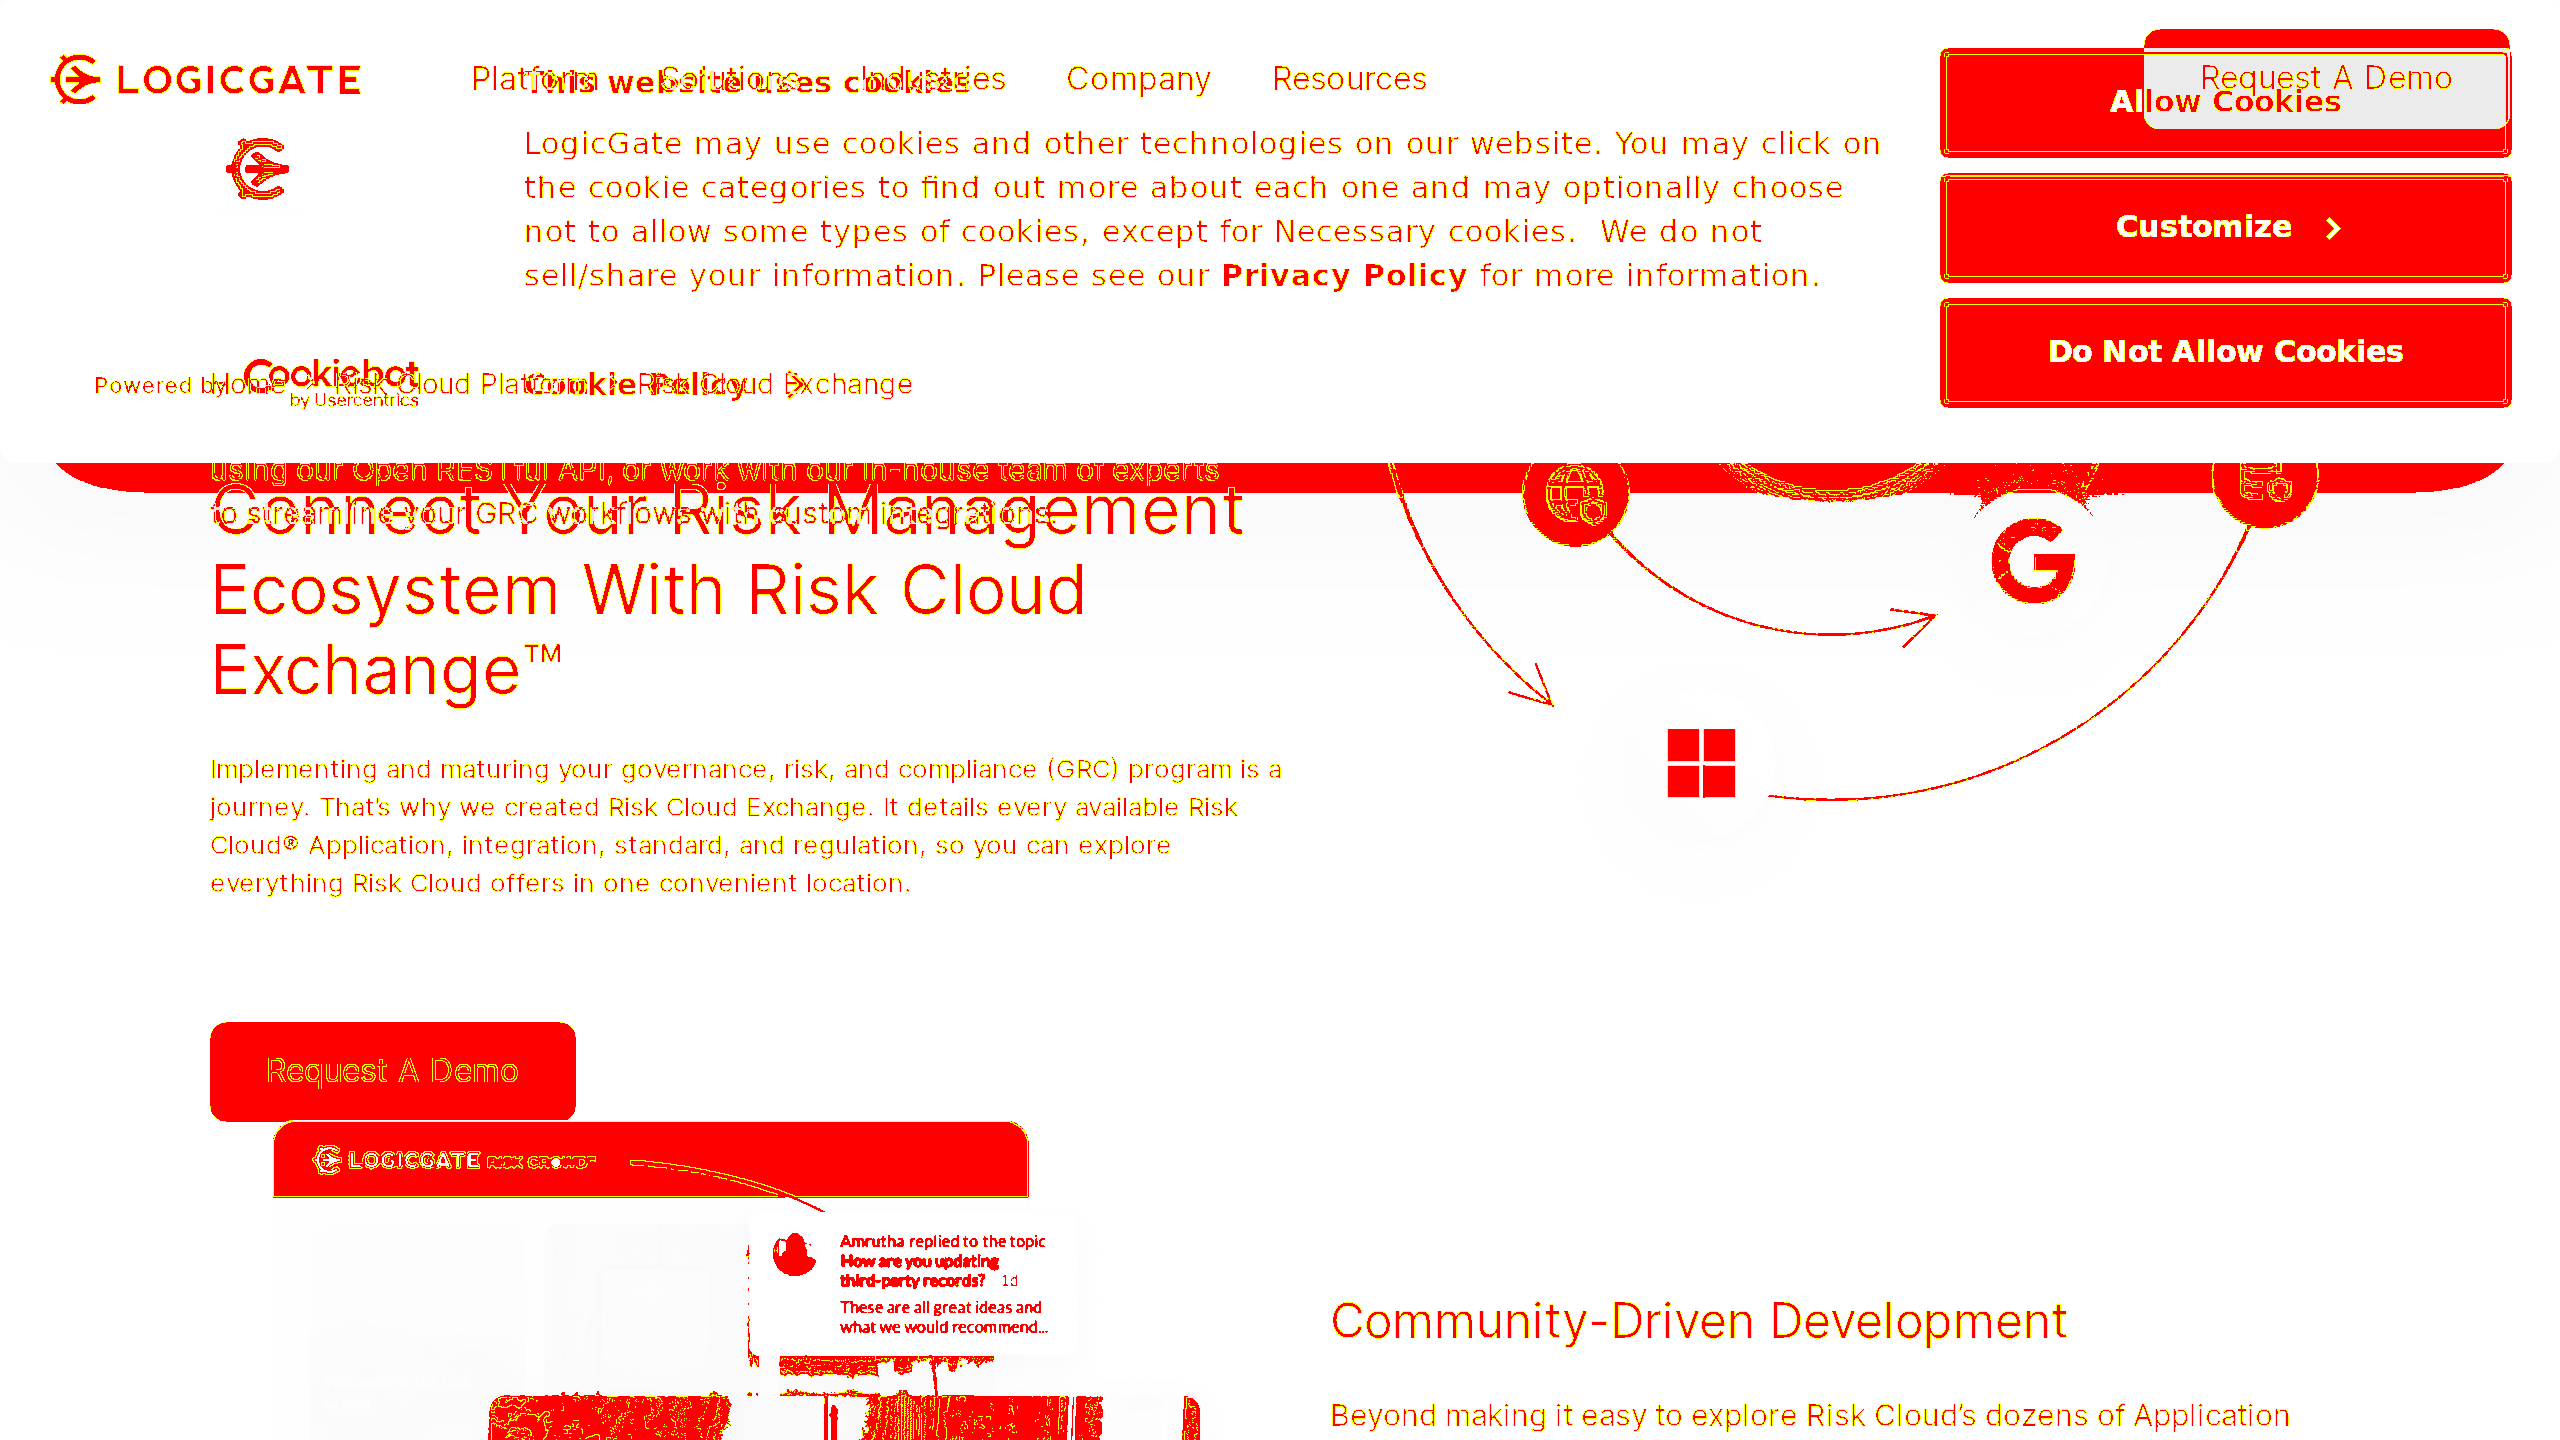 LOGICGATE
Platform Solutions Industries Company Resources
Request A Demo
This website uses cookies
LogicGate may use cookies and other technologies on our website. You may click on
the cookie categories to find out more about each one and may optionally choose
not to allow some types of cookies, except for Necessary cookies. We do not
sell/share your information. Please see our Privacy Policy for more information.
Allow Cookies
Customize
Do Not Allow Cookies
Powered by Cookiebot
by Usercentrics
Cookie Policy
Home Risk Cloud Platform Risk Cloud Exchange
using our Open RESTful API, or work with our in-house team of experts
to streamline your GRC workflows with custom integrations.
Connect Your Risk Management
Ecosystem With Risk Cloud
Exchange™
Implementing and maturing your governance, risk, and compliance (GRC) program is a
journey. That's why we created Risk Cloud Exchange. It details every available Risk
Cloud® Application, integration, standard, and regulation, so you can explore
everything Risk Cloud offers in one convenient location.
Request A Demo
LOGICGATE
Amrutha replied to the topic
How are you updating
third-party records? 1d
These are all great ideas and
what we would recommend...
Community-Driven Development
Beyond making it easy to explore Risk Cloud's dozens of Application